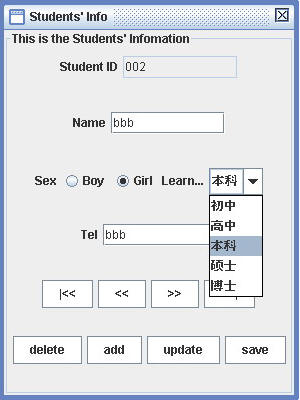 Students' Info
This is the Students' Infomation
Student ID 002
Name bbb
Sex Boy Girl Learn... 本科
初中
高中
本科
硕士
博士
Tel bbb
|<< << >>
delete add update save